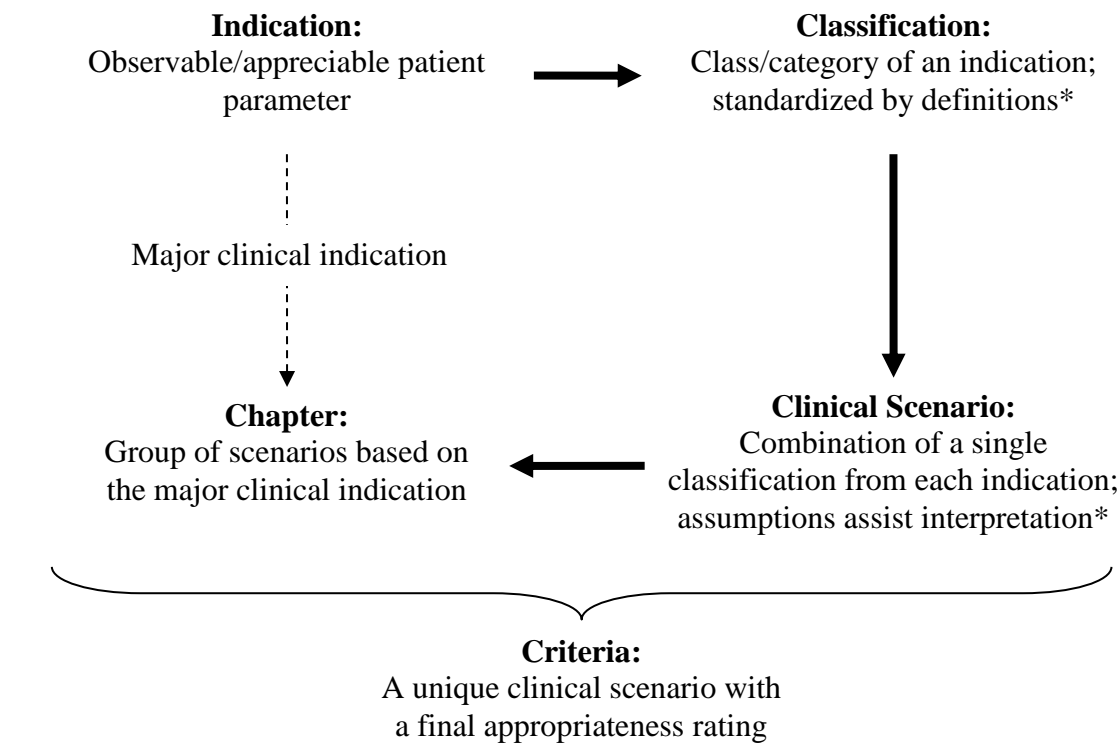 Indication:
Observable/appreciable patient
parameter
Classification:
Class/category of an indication;
standardized by definitions*
Major clinical indication
Chapter:
Group of scenarios based on
the major clinical indication
Clinical Scenario:
Combination of a single
classification from each indication;
assumptions assist interpretation*
Criteria:
A unique clinical scenario with
a final appropriateness rating